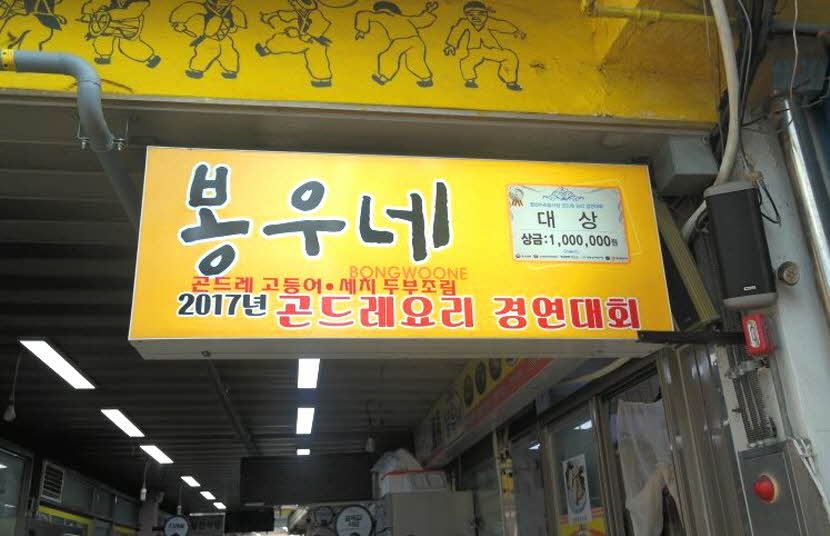 봉우네
BONGWOONE
곤드레 고등어•세치 두부조림
2017년 곤드레요리 경연대회
대상
상금:1,000,000원